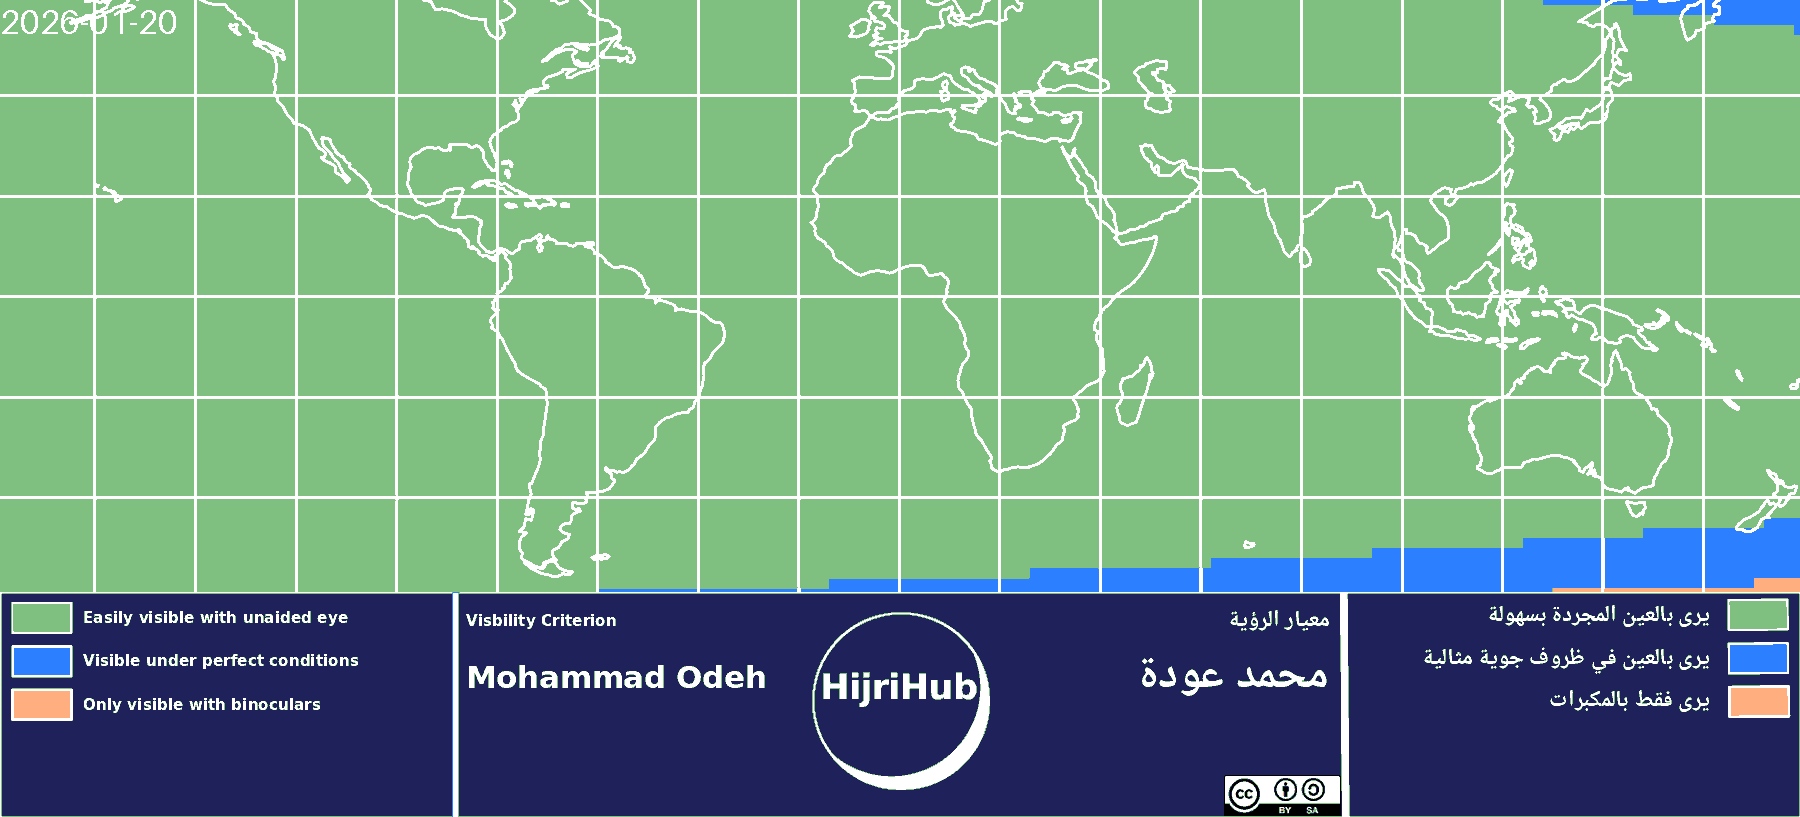 2026-01-20
Easily visible with unaided eye
Visible under perfect conditions
Only visible with binoculars
Visbility Criterion
Mohammad Odeh
HijriHub
معيار الرؤية
محمد عودة
cc
BY SA
يرى بالعين المجردة بسهولة
يرى بالعين في ظروف جوية مثالية
يرى فقط بالمكبرات